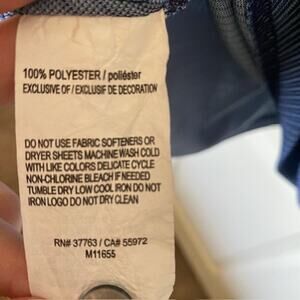 100% POLYESTER / poliéster
EXCLUSIVE OF / EXCLUSIF DE DECORATION
DO NOT USE FABRIC SOFTENERS OR
DRYER SHEETS MACHINE WASH COLD
WITH LIKE COLORS DELICATE CYCLE
NON-CHLORINE BLEACH IF NEEDED
TUMBLE DRY LOW COOL IRON DO NOT
IRON LOGO DO NOT DRY CLEAN
RN# 37763 / CA# 55972
M11655